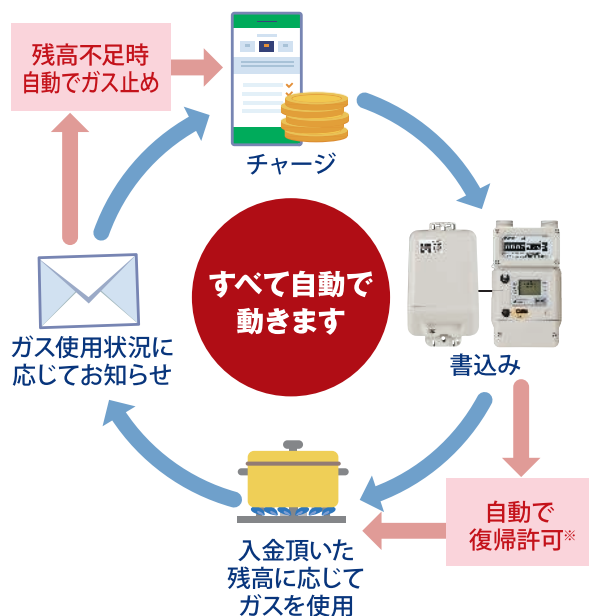 残高不足時
自動でガス止め
チャージ
すべて自動で
動きます
ガス使用状況に
応じてお知らせ
書込み
自動で
復帰許可※
入金頂いた
残高に応じて
ガスを使用